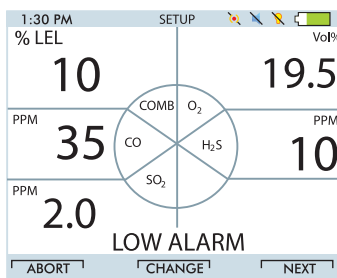 1:30 PM SETUP
% LEL Vol%
10 19.5
COMB O₂
PPM PPM
35 CO H₂S 10
SO₂
PPM
2.0
LOW ALARM
ABORT CHANGE NEXT